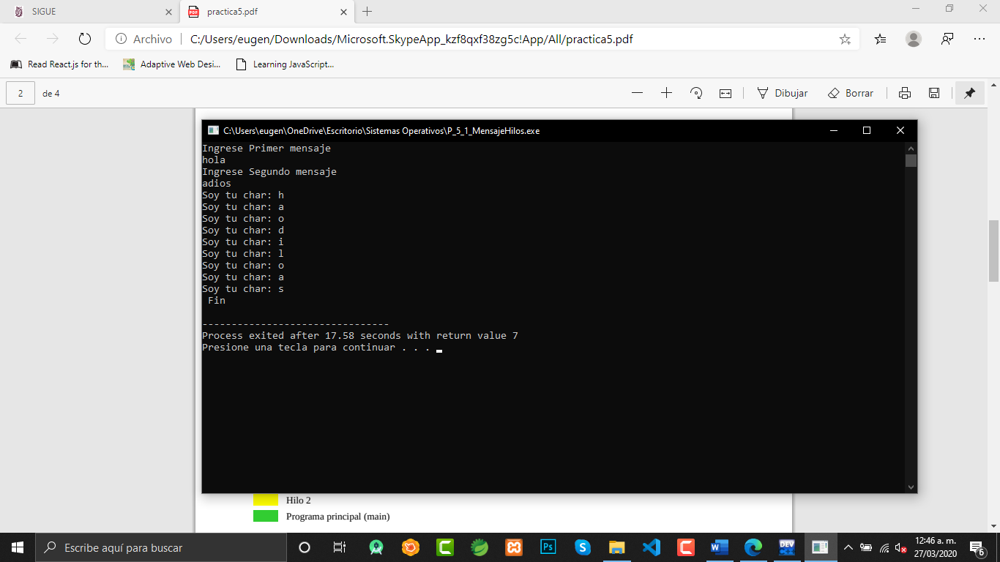 SIGUE
practica5.pdf
Archivo
C:/Users/eugen/Downloads/Microsoft.SkypeApp_kzf8qxf38zg5c!App/All/practica5.pdf
Read React.js for th...
Adaptive Web Desi...
Learning JavaScript...
2 de 4
Dibujar
Borrar
C:\Users\eugen\OneDrive\Escritorio\Sistemas Operativos\P_5_1_MensajeHilos.exe
Ingrese Primer mensaje
hola
Ingrese Segundo mensaje
adios
Soy tu char: h
Soy tu char: a
Soy tu char: o
Soy tu char: d
Soy tu char: i
Soy tu char: l
Soy tu char: o
Soy tu char: a
Soy tu char: s
Fin
--------------------------------
Process exited after 17.58 seconds with return value 7
Presione una tecla para continuar . . .
Hilo 2
Programa principal (main)
Escribe aquí para buscar
Ps
DEV
12:46 a. m.
27/03/2020
6